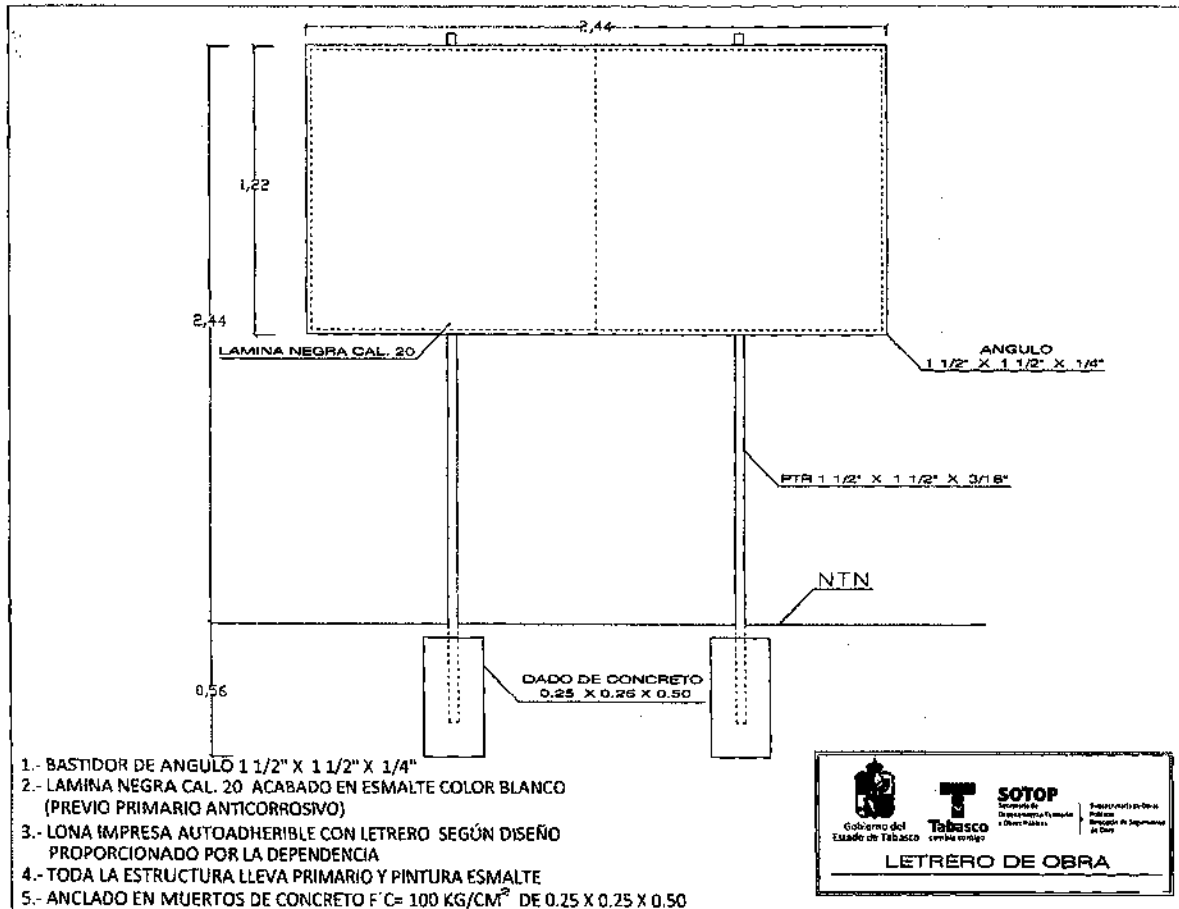 2,44
1,22
2,44
LAMINA NEGRA CAL. 20
ANGULO
1 1/2" X 1 1/2" X 1/4"
PTR 1 1/2" X 1 1/2" X 3/16"
NTN
0,56
DADO DE CONCRETO
0.25 X 0.26 X 0.50
1.- BASTIDOR DE ANGULO 1 1/2" X 1 1/2" X 1/4"
2.- LAMINA NEGRA CAL. 20 ACABADO EN ESMALTE COLOR BLANCO
(PREVIO PRIMARIO ANTICORROSIVO)
3.- LONA IMPRESA AUTOADHERIBLE CON LETRERO SEGÚN DISEÑO
PROPORCIONADO POR LA DEPENDENCIA
4.- TODA LA ESTRUCTURA LLEVA PRIMARIO Y PINTURA ESMALTE
5.- ANCLADO EN MUERTOS DE CONCRETO F´C= 100 KG/CM² DE 0.25 X 0.25 X 0.50
Gobierno del
Estado de Tabasco
Tabasco
cambia contigo
SOTOP
LETRERO DE OBRA